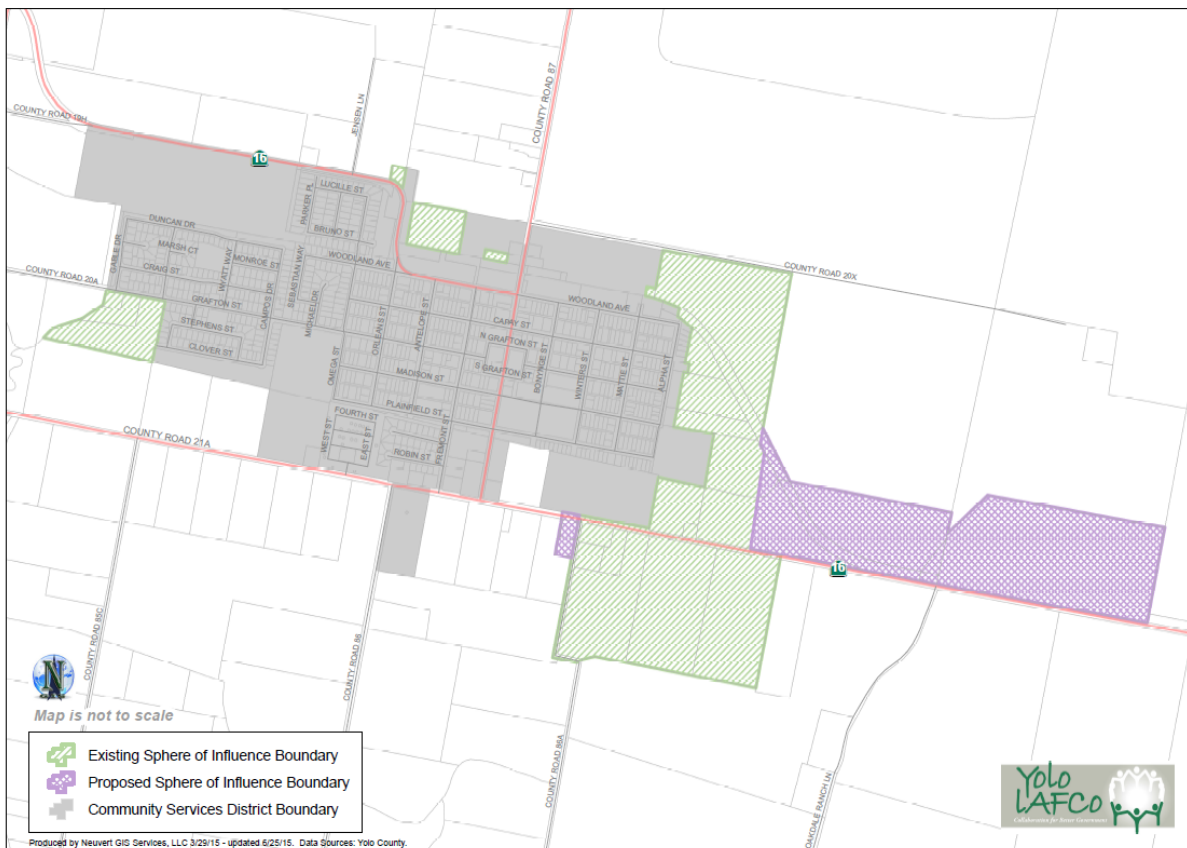 COUNTY ROAD 19H
JENSEN LN
COUNTY ROAD 87
16
LUCILLE ST
PARKER PL
BRUNO ST
DUNCAN DR
GABLE DR
MARSH CT
WYATT WAY
MONROE ST
SEBASTIAN WAY
WOODLAND AVE
COUNTY ROAD 20X
COUNTY ROAD 20A
CRAIG ST
GRAFTON ST
CAMPOS DR
MICHAEL DR
WOODLAND AVE
STEPHENS ST
CLOVER ST
ORLEANS ST
ANTELOPE ST
CAPAY ST
N GRAFTON ST
S GRAFTON ST
OMEGA ST
MADISON ST
BONYNGE ST
WINTERS ST
MATTIE ST
ALPHA ST
PLAINFIELD ST
FOURTH ST
WEST ST
EAST ST
ROBIN ST
FREMONT ST
COUNTY ROAD 21A
16
COUNTY ROAD 85C
COUNTY ROAD 86
COUNTY ROAD 86A
OAKDALE RANCH LN
N
Map is not to scale
Existing Sphere of Influence Boundary
Proposed Sphere of Influence Boundary
Community Services District Boundary
YOLO
LAFCo
Collaboration for Better Government
Produced by Neuvert GIS Services, LLC 3/29/15 - updated 6/25/15. Data Sources: Yolo County.